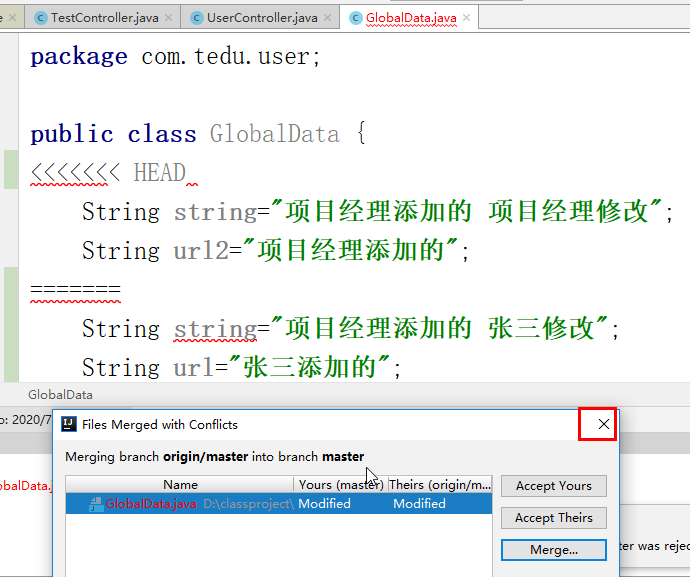 TestController.java UserController.java GlobalData.java
package com.tedu.user;
public class GlobalData {
<<<<<<< HEAD
String string="项目经理添加的 项目经理修改";
String url2="项目经理添加的";
=======
String string="项目经理添加的 张三修改";
String url="张三添加的";
GlobalData
o: 2020/7
Files Merged with Conflicts
Merging branch origin/master into branch master
Name Yours (master) Theirs (origin/m...
GlobalData.java D:\classproject\ Modified Modified
Accept Yours
Accept Theirs
Merge...
obalData.j
ter was rejec